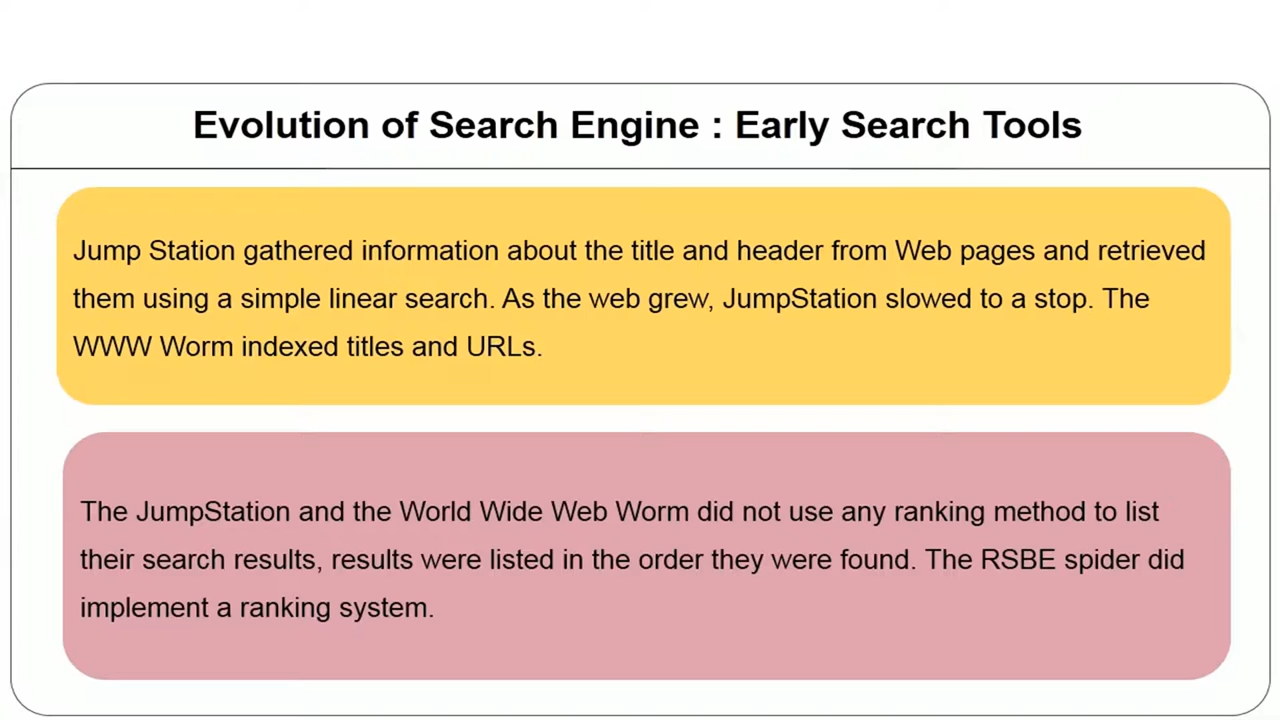 Evolution of Search Engine : Early Search Tools
Jump Station gathered information about the title and header from Web pages and retrieved
them using a simple linear search. As the web grew, JumpStation slowed to a stop. The
WWW Worm indexed titles and URLs.
The JumpStation and the World Wide Web Worm did not use any ranking method to list
their search results, results were listed in the order they were found. The RSBE spider did
implement a ranking system.